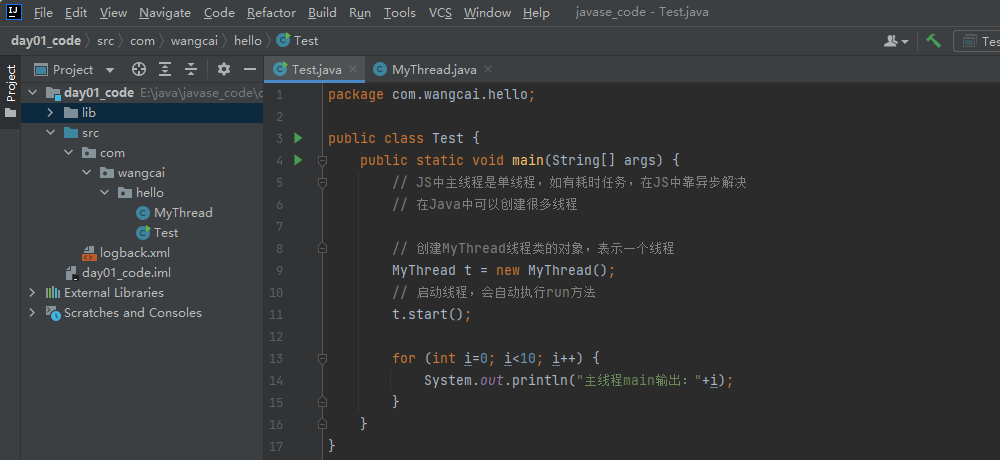 File Edit View Navigate Code Refactor Build Run Tools VCS Window Help javase_code - Test.java
day01_code src com wangcai hello Test
Project
Project
Test.java MyThread.java
day01_code E:\java\javase_code\
lib
src
com
wangcai
hello
MyThread
Test
logback.xml
day01_code.iml
External Libraries
Scratches and Consoles
1 package com.wangcai.hello;
2
3 public class Test {
4 public static void main(String[] args) {
5 // JS中主线程是单线程，如有耗时任务，在JS中靠异步解决
6 // 在Java中可以创建很多线程
7
8 // 创建MyThread线程类的对象，表示一个线程
9 MyThread t = new MyThread();
10 // 启动线程，会自动执行run方法
11 t.start();
12
13 for (int i=0; i<10; i++) {
14 System.out.println("主线程main输出："+i);
15 }
16 }
17 }